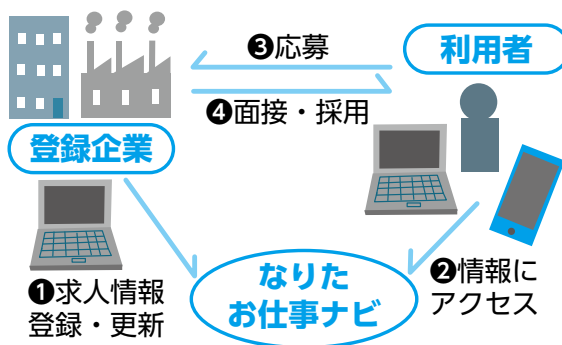 ❸応募
利用者
❹面接・採用
登録企業
❶求人情報
登録・更新
なりた
お仕事ナビ
❷情報に
アクセス